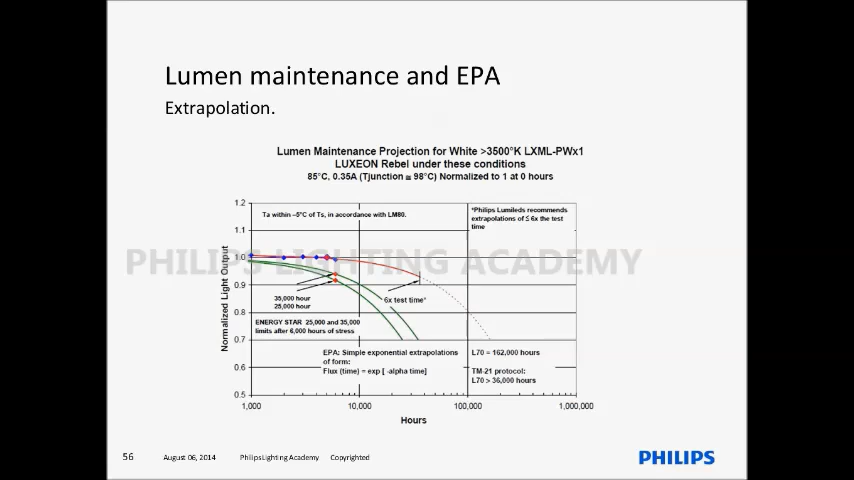 Lumen maintenance and EPA
Extrapolation.
Lumen Maintenance Projection for White >3500°K LXML-PWx1
LUXEON Rebel under these conditions
85°C, 0.35A (Tjunction ≅ 98°C) Normalized to 1 at 0 hours
1.2
1.1
1.0
0.9
0.8
0.7
0.6
0.5
Normalized Light Output
Ta within –5°C of Ts, in accordance with LM80.
*Philips Lumileds recommends
extrapolations of ≤ 6x the test
time
PHILIPS LIGHTING ACADEMY
35,000 hour
25,000 hour
6x test time*
ENERGY STAR 25,000 and 35,000
limits after 6,000 hours of stress
EPA: Simple exponential extrapolations
of form:
Flux (time) = exp [ -alpha time]
L70 = 162,000 hours
TM-21 protocol:
L70 > 36,000 hours
1,000
10,000
100,000
1,000,000
Hours
56
August 06, 2014
Philips Lighting Academy
Copyrighted
PHILIPS